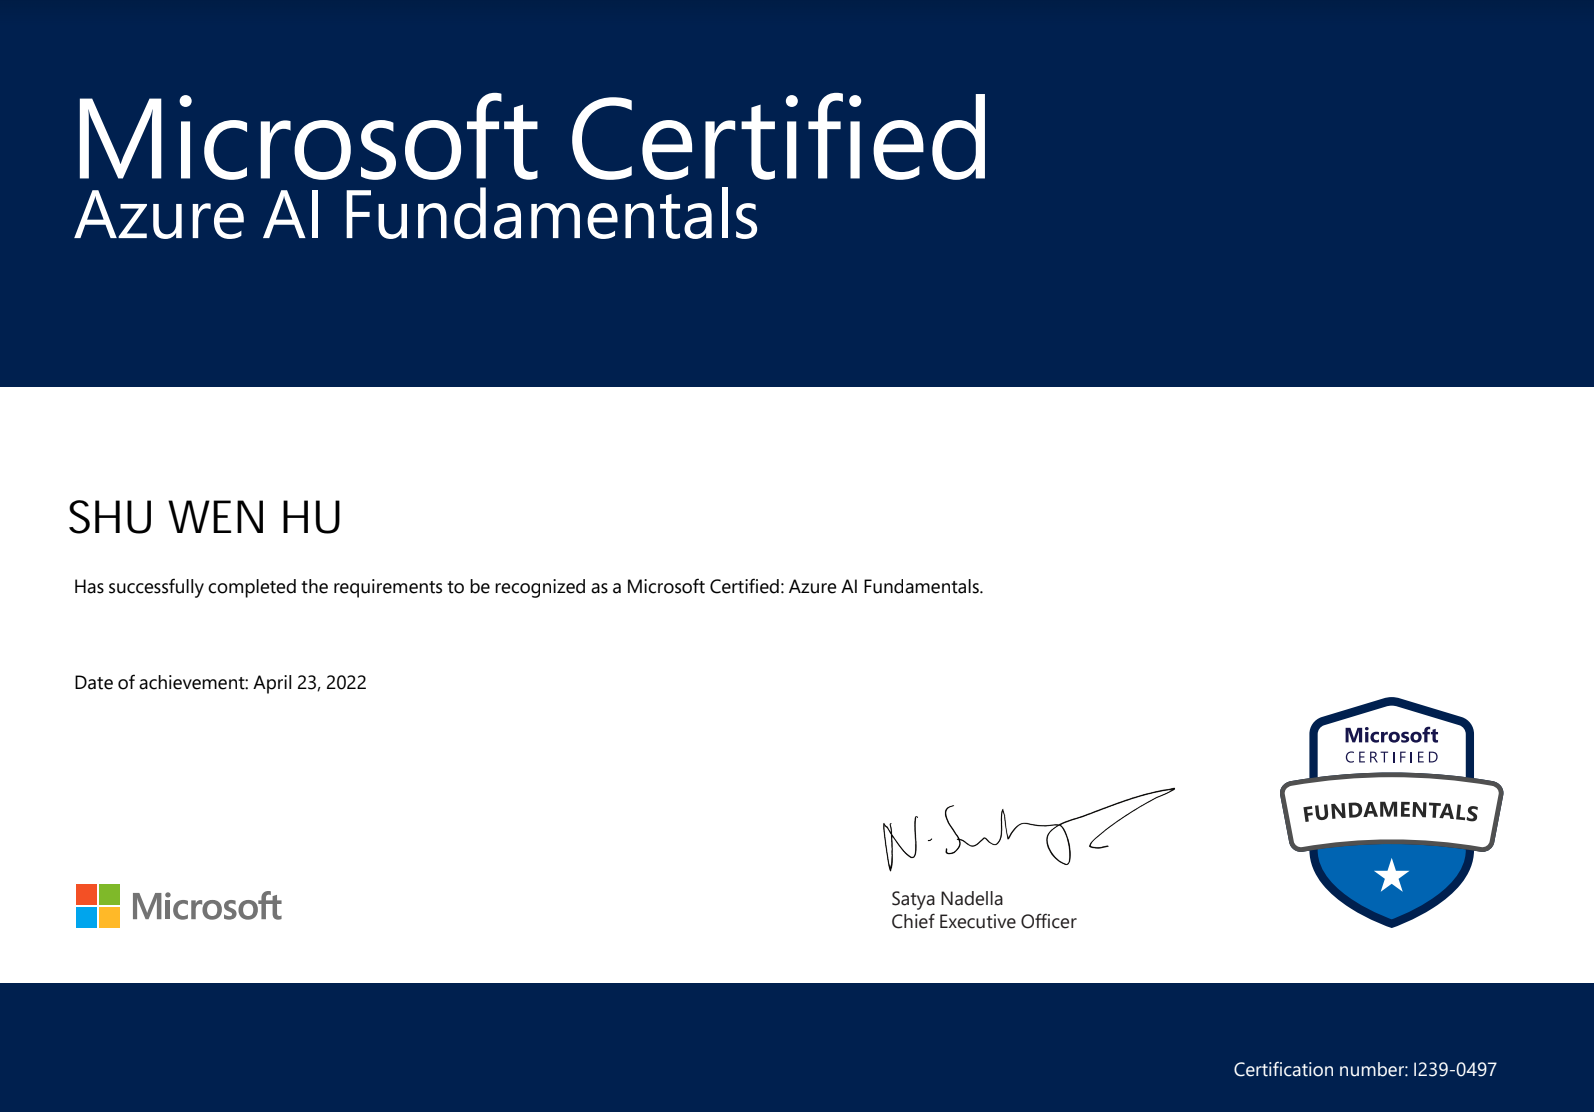 Microsoft Certified
Azure AI Fundamentals
SHU WEN HU
Has successfully completed the requirements to be recognized as a Microsoft Certified: Azure AI Fundamentals.
Date of achievement: April 23, 2022
Microsoft
CERTIFIED
FUNDAMENTALS
Satya Nadella
Chief Executive Officer
Microsoft
Certification number: I239-0497